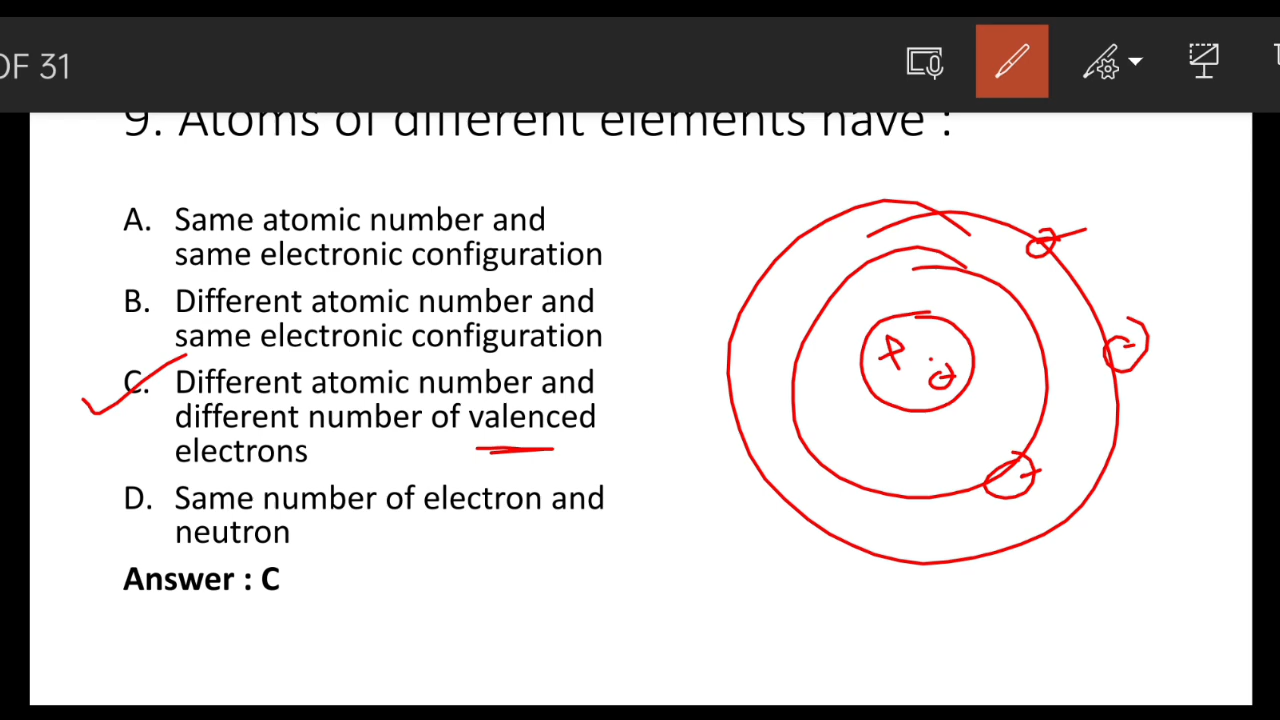 OF 31
9. Atoms of different elements have :
A. Same atomic number and
same electronic configuration
B. Different atomic number and
same electronic configuration
C. Different atomic number and
different number of valenced
electrons
D. Same number of electron and
neutron
Answer : C
P